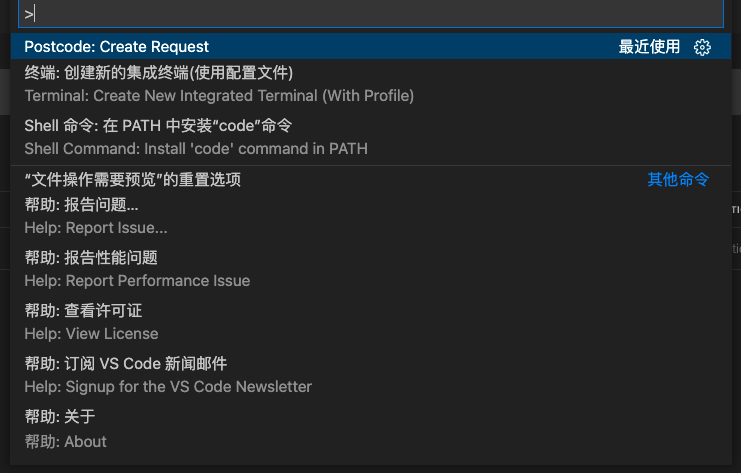 >
Postcode: Create Request 最近使用
终端: 创建新的集成终端(使用配置文件)
Terminal: Create New Integrated Terminal (With Profile)
Shell 命令: 在 PATH 中安装“code”命令
Shell Command: Install 'code' command in PATH
“文件操作需要预览”的重置选项 其他命令
帮助: 报告问题...
Help: Report Issue...
帮助: 报告性能问题
Help: Report Performance Issue
帮助: 查看许可证
Help: View License
帮助: 订阅 VS Code 新闻邮件
Help: Signup for the VS Code Newsletter
帮助: 关于
帮助: About